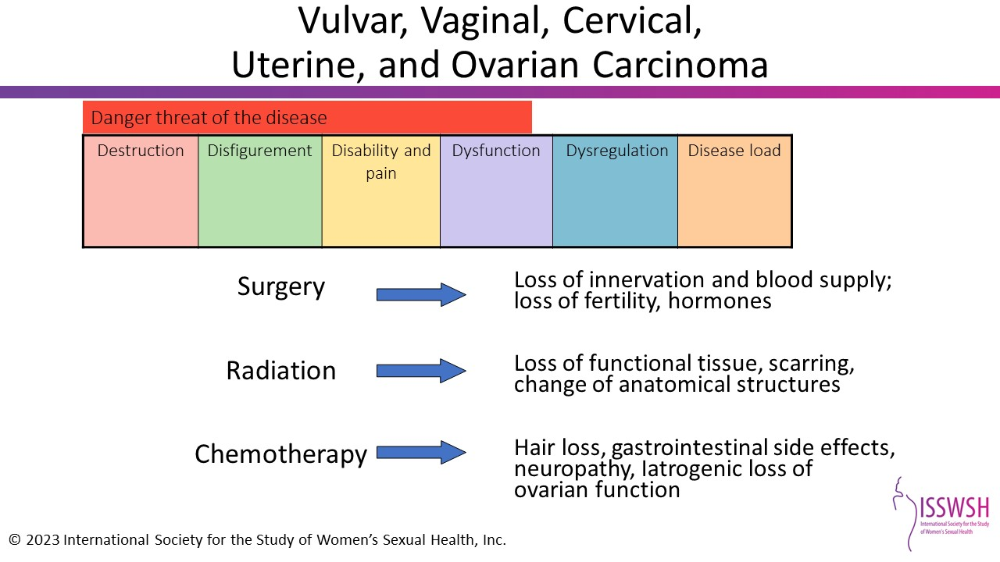 Vulvar, Vaginal, Cervical,
Uterine, and Ovarian Carcinoma
Danger threat of the disease
Destruction
Disfigurement
Disability and
pain
Dysfunction
Dysregulation
Disease load
Surgery
Loss of innervation and blood supply;
loss of fertility, hormones
Radiation
Loss of functional tissue, scarring,
change of anatomical structures
Chemotherapy
Hair loss, gastrointestinal side effects,
neuropathy, Iatrogenic loss of
ovarian function
ISSWSH
International Society for the Study
of Women's Sexual Health
© 2023 International Society for the Study of Women’s Sexual Health, Inc.